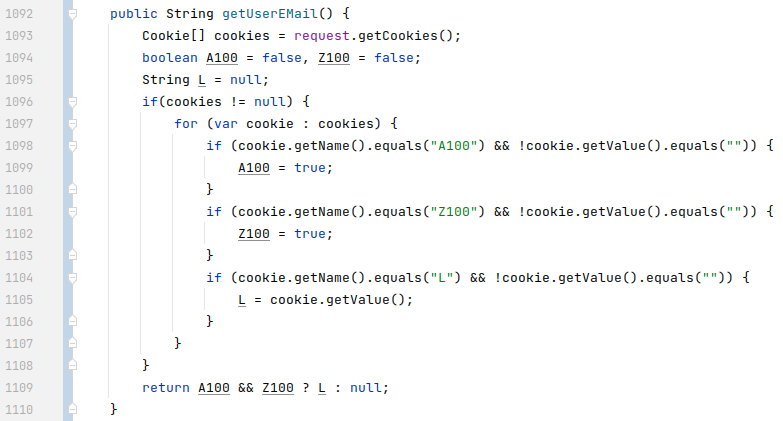 1092 public String getUserEMail() {
1093 Cookie[] cookies = request.getCookies();
1094 boolean A100 = false, Z100 = false;
1095 String L = null;
1096 if(cookies != null) {
1097 for (var cookie : cookies) {
1098 if (cookie.getName().equals("A100") && !cookie.getValue().equals("")) {
1099 A100 = true;
1100 }
1101 if (cookie.getName().equals("Z100") && !cookie.getValue().equals("")) {
1102 Z100 = true;
1103 }
1104 if (cookie.getName().equals("L") && !cookie.getValue().equals("")) {
1105 L = cookie.getValue();
1106 }
1107 }
1108 }
1109 return A100 && Z100 ? L : null;
1110 }